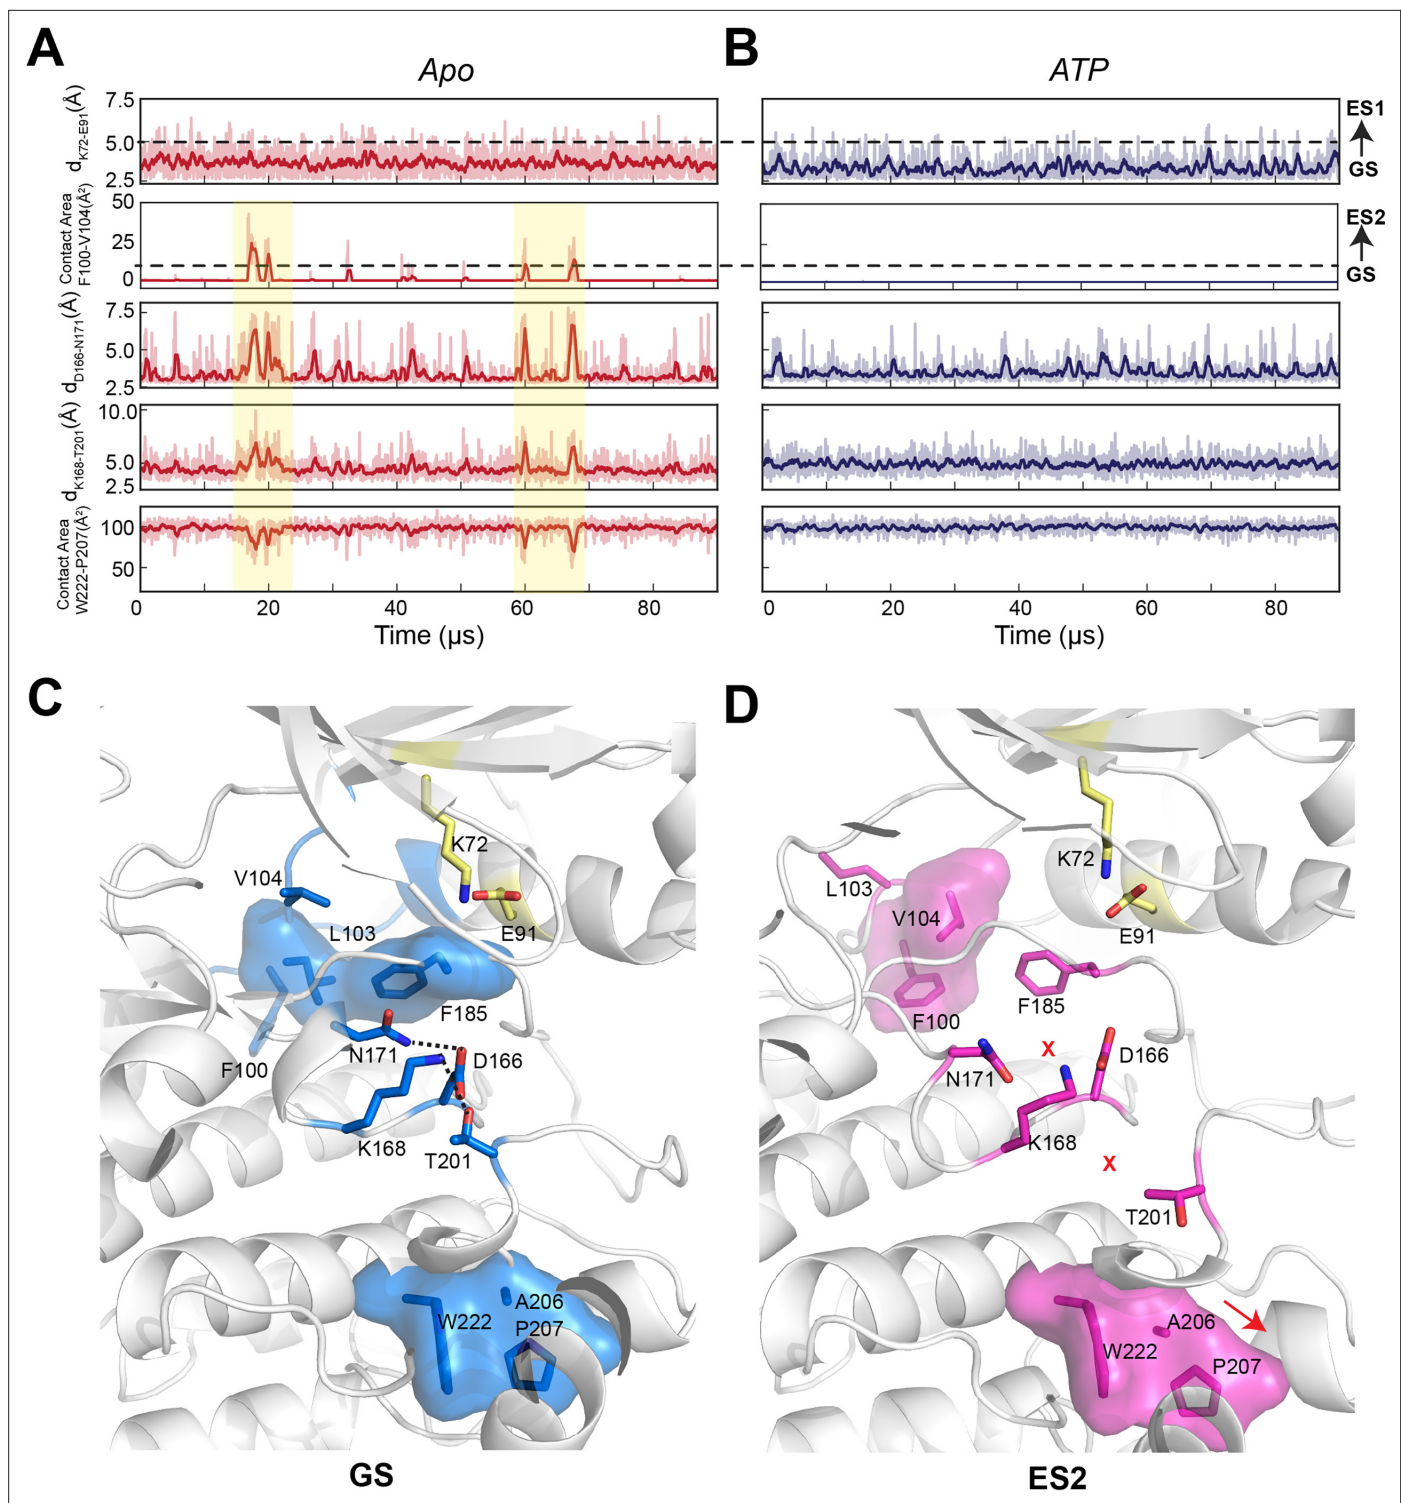 A
B
Apo
ATP
d K72-E91(Å)
7.5
5.0
2.5
ES1
GS
Contact Area
F100-V104(Å²)
50
25
0
ES2
GS
d D166-N171(Å)
7.5
5.0
2.5
d K168-T201(Å)
10.0
5.0
2.5
Contact Area
W222-P207(Å²)
100
50
0 20 40 60 80
0 20 40 60 80
Time (µs)
Time (µs)
C
D
K72
V104
L103
E91
F185
N171
D166
F100
K168
T201
A206
W222
P207
GS
K72
L103
V104
E91
F185
F100
X
D166
N171
K168
X
T201
A206
W222
P207
ES2